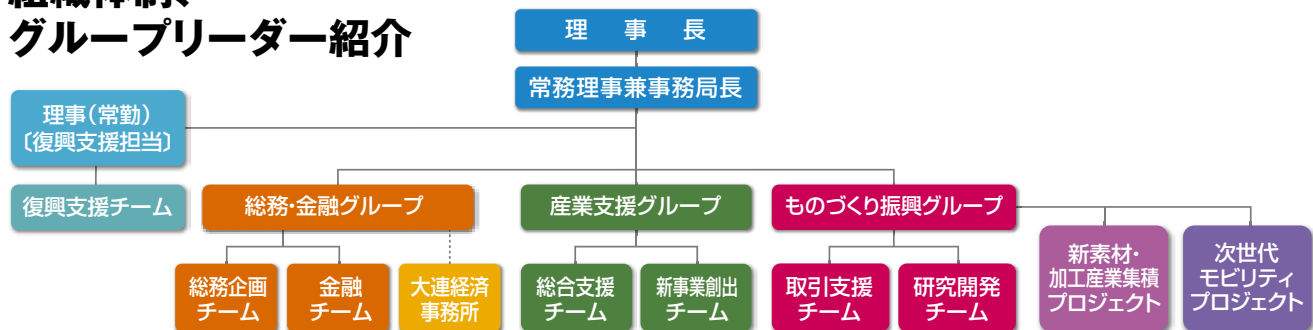 組織体制、
グループリーダー紹介
理事長
常務理事兼事務局長
理事(常勤)
〔復興支援担当〕
復興支援チーム
総務・金融グループ
産業支援グループ
ものづくり振興グループ
総務企画
チーム
金融
チーム
大連経済
事務所
総合支援
チーム
新事業創出
チーム
取引支援
チーム
研究開発
チーム
新素材・
加工産業集積
プロジェクト
次世代
モビリティ
プロジェクト